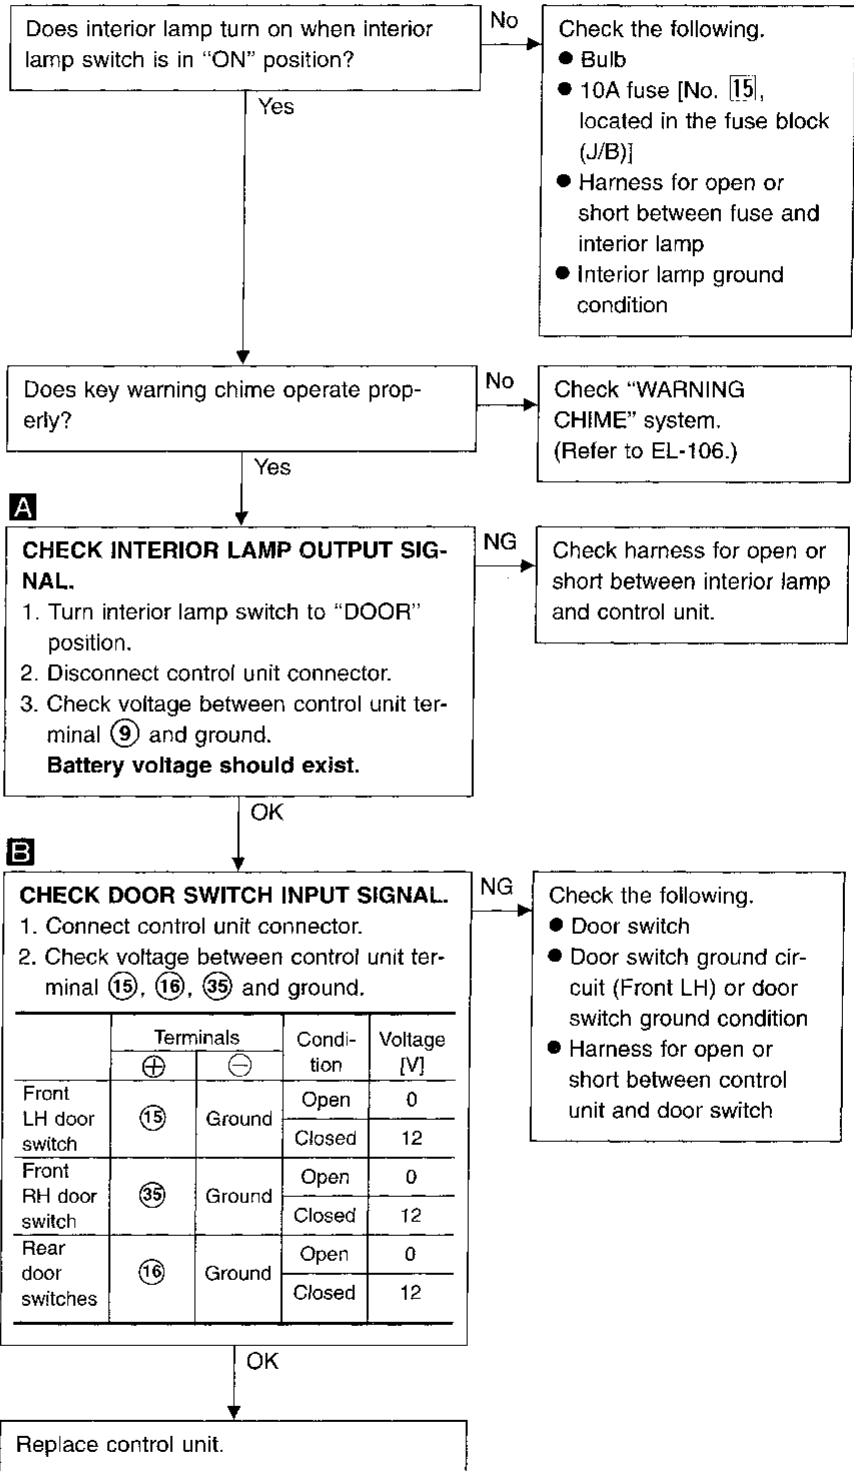 Does interior lamp turn on when interior
lamp switch is in “ON” position?
No
Check the following.
● Bulb
● 10A fuse [No. 15,
located in the fuse block
(J/B)]
● Harness for open or
short between fuse and
interior lamp
● Interior lamp ground
condition
Yes
Does key warning chime operate prop-
erly?
No
Check “WARNING
CHIME” system.
(Refer to EL-106.)
Yes
A
CHECK INTERIOR LAMP OUTPUT SIG-
NAL.
1. Turn interior lamp switch to “DOOR”
position.
2. Disconnect control unit connector.
3. Check voltage between control unit ter-
minal ⑨ and ground.
Battery voltage should exist.
NG
Check harness for open or
short between interior lamp
and control unit.
OK
B
CHECK DOOR SWITCH INPUT SIGNAL.
1. Connect control unit connector.
2. Check voltage between control unit ter-
minal ⑮, ⑯, ㉟ and ground.
Terminals Condi- Voltage
⊕ ⊖ tion [V]
Front
LH door
switch
⑮ Ground
Open 0
Closed 12
Front
RH door
switch
㉟ Ground
Open 0
Closed 12
Rear
door
switches
⑯ Ground
Open 0
Closed 12
NG
Check the following.
● Door switch
● Door switch ground cir-
cuit (Front LH) or door
switch ground condition
● Harness for open or
short between control
unit and door switch
OK
Replace control unit.